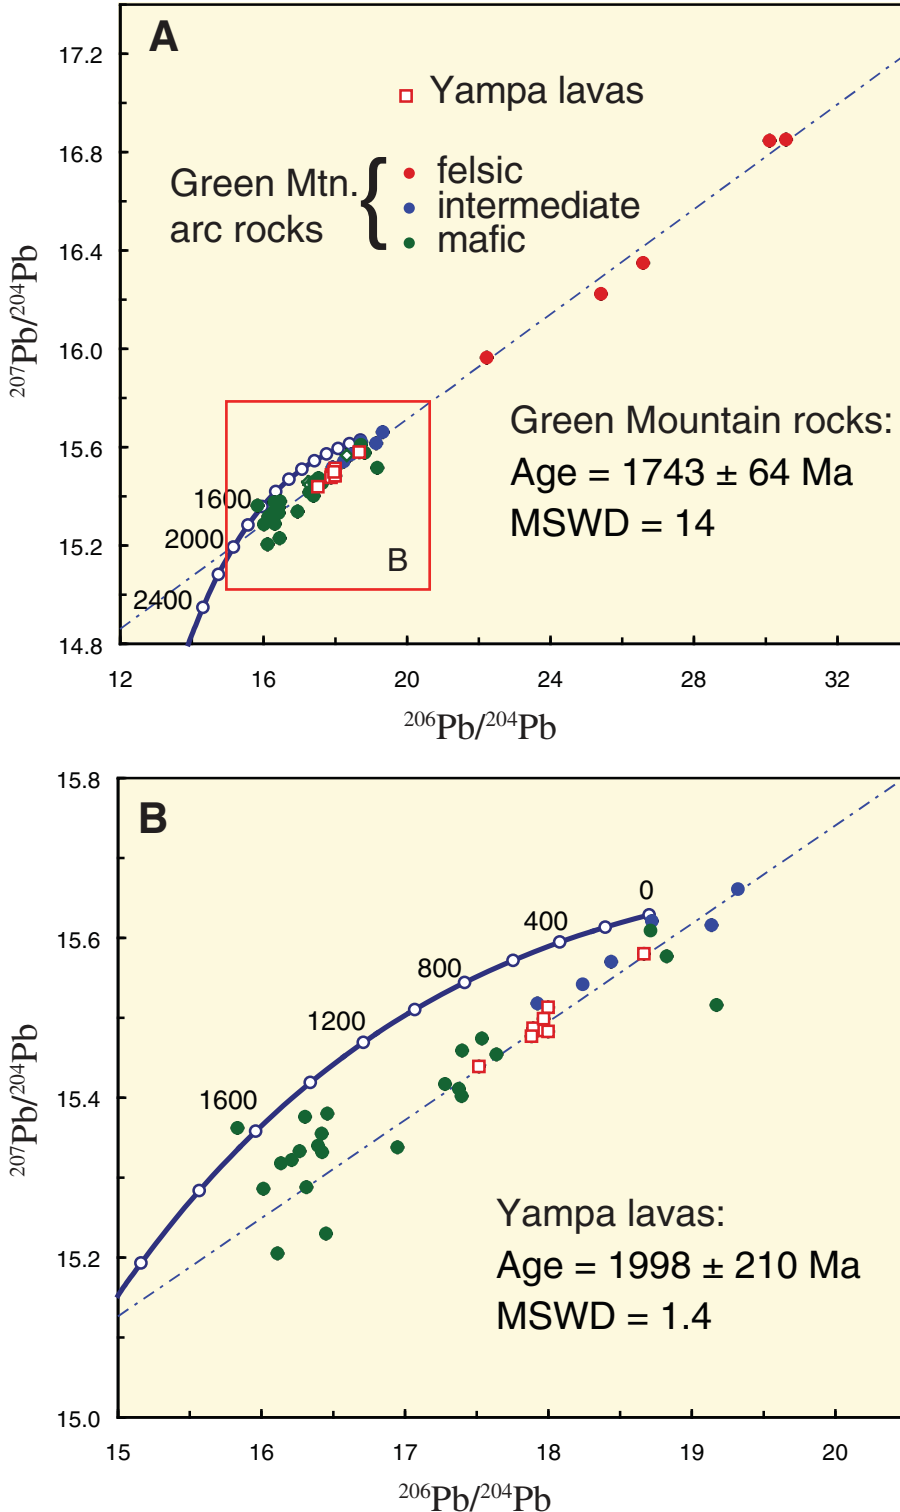 A
17.2
16.8
16.4
16.0
15.6
15.2
14.8
²⁰⁷Pb/²⁰⁴Pb
Yampa lavas
Green Mtn.
arc rocks
{
felsic
intermediate
mafic
Green Mountain rocks:
Age = 1743 ± 64 Ma
MSWD = 14
1600
2000
2400
B
12 16 20 24 28 32
²⁰⁶Pb/²⁰⁴Pb
B
15.8
15.6
15.4
15.2
15.0
²⁰⁷Pb/²⁰⁴Pb
0
400
800
1200
1600
Yampa lavas:
Age = 1998 ± 210 Ma
MSWD = 1.4
15 16 17 18 19 20
²⁰⁶Pb/²⁰⁴Pb